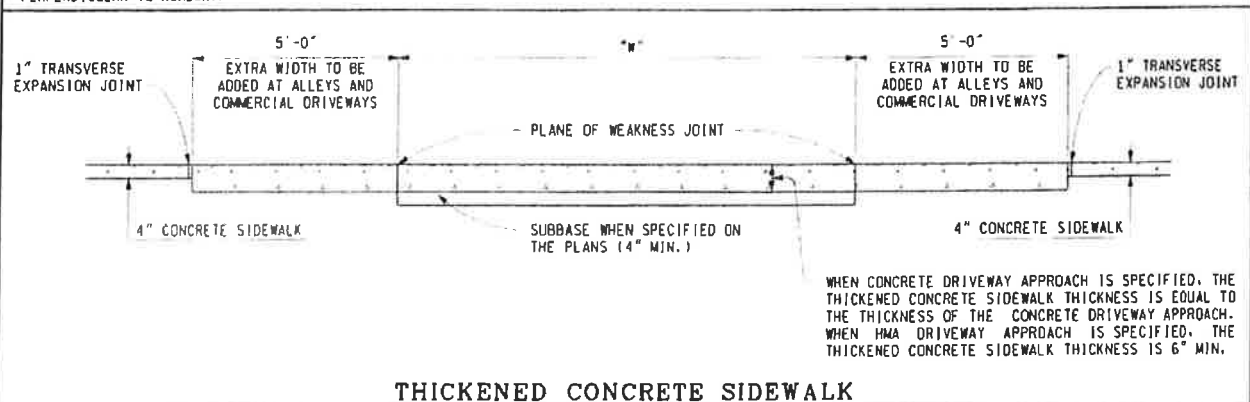 5'-0"
"W"
5'-0"
1" TRANSVERSE
EXPANSION JOINT
EXTRA WIDTH TO BE
ADDED AT ALLEYS AND
COMMERCIAL DRIVEWAYS
EXTRA WIDTH TO BE
ADDED AT ALLEYS AND
COMMERCIAL DRIVEWAYS
1" TRANSVERSE
EXPANSION JOINT
PLANE OF WEAKNESS JOINT
4" CONCRETE SIDEWALK
SUBBASE WHEN SPECIFIED ON
THE PLANS (4" MIN.)
4" CONCRETE SIDEWALK
WHEN CONCRETE DRIVEWAY APPROACH IS SPECIFIED, THE
THICKENED CONCRETE SIDEWALK THICKNESS IS EQUAL TO
THE THICKNESS OF THE CONCRETE DRIVEWAY APPROACH.
WHEN HMA DRIVEWAY APPROACH IS SPECIFIED, THE
THICKENED CONCRETE SIDEWALK THICKNESS IS 6" MIN.
THICKENED CONCRETE SIDEWALK